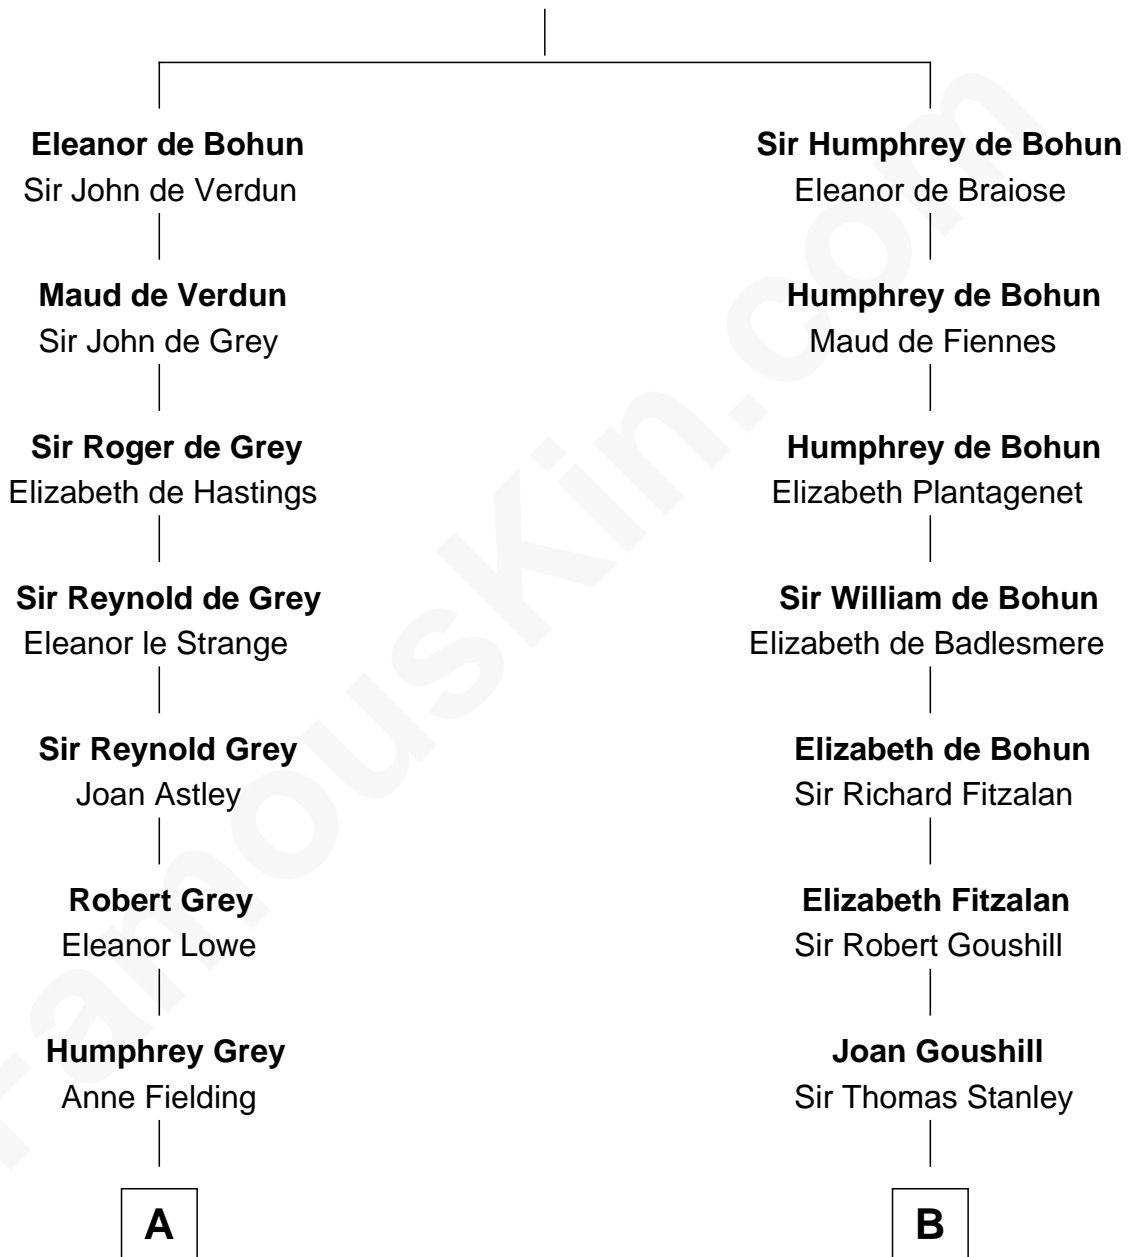 Eleanor de Bohun
Sir John de Verdun
Maud de Verdun
Sir John de Grey
Sir Roger de Grey
Elizabeth de Hastings
Sir Reynold de Grey
Eleanor le Strange
Sir Reynold Grey
Joan Astley
Robert Grey
Eleanor Lowe
Humphrey Grey
Anne Fielding
A
Sir Humphrey de Bohun
Eleanor de Braiose
Humphrey de Bohun
Maud de Fiennes
Humphrey de Bohun
Elizabeth Plantagenet
Sir William de Bohun
Elizabeth de Badlesmere
Elizabeth de Bohun
Sir Richard Fitzalan
Elizabeth Fitzalan
Sir Robert Goushill
Joan Goushill
Sir Thomas Stanley
B
FamousKin.com